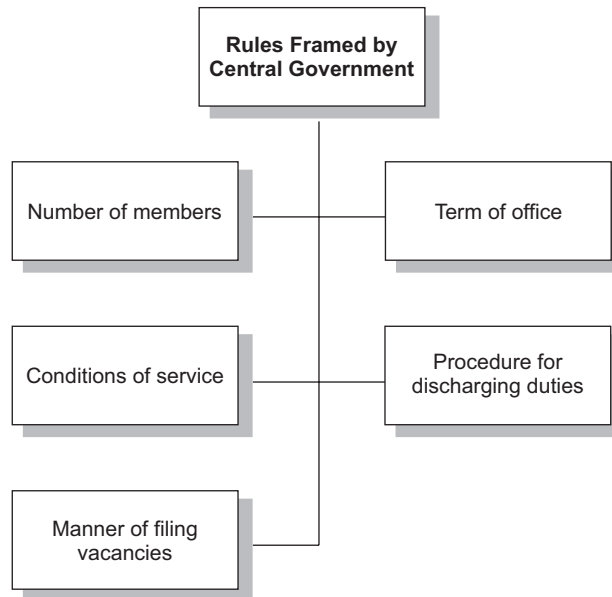 Rules Framed by
Central Government
Number of members
Term of office
Conditions of service
Procedure for
discharging duties
Manner of filing
vacancies